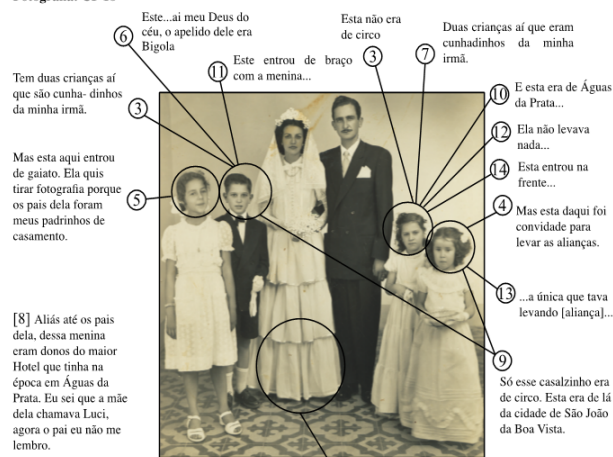 Este...ai meu Deus do
céu, o apelido dele era
Bigola
6
Este entrou de braço
com a menina...
11
Esta não era
de circo
3
Duas crianças aí que eram
cunhadinhos da minha
irmã.
7
Tem duas crianças aí
que são cunha- dinhos
da minha irmã.
3
E esta era de Águas
da Prata...
10
Ela não levava
nada...
12
Esta entrou na
frente...
14
Mas esta aqui entrou
de gaiato. Ela quis
tirar fotografia porque
os pais dela foram
meus padrinhos de
casamento.
5
Mas esta daqui foi
convidade para
levar as alianças.
4
...a única que tava
levando [aliança]...
13
[8] Aliás até os pais
dela, dessa menina
eram donos do maior
Hotel que tinha na
época em Águas da
Prata. Eu sei que a mãe
dela chamava Luci,
agora o pai eu não me
lembro.
9
Só esse casalzinho era
de circo. Esta era de lá
da cidade de São João
da Boa Vista.